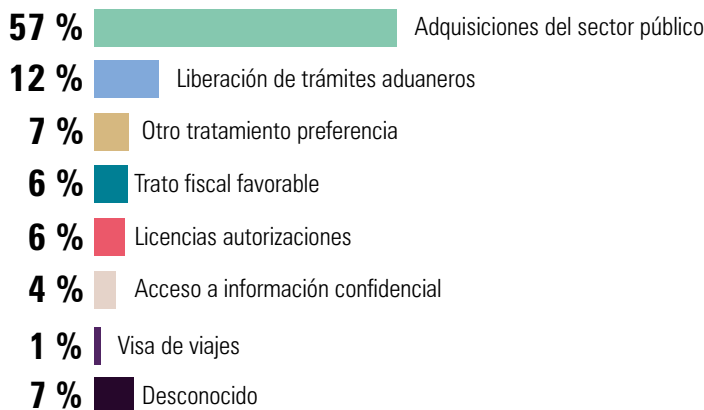 57 % Adquisiciones del sector público
12 % Liberación de trámites aduaneros
7 % Otro tratamiento preferencia
6 % Trato fiscal favorable
6 % Licencias autorizaciones
4 % Acceso a información confidencial
1 % Visa de viajes
7 % Desconocido